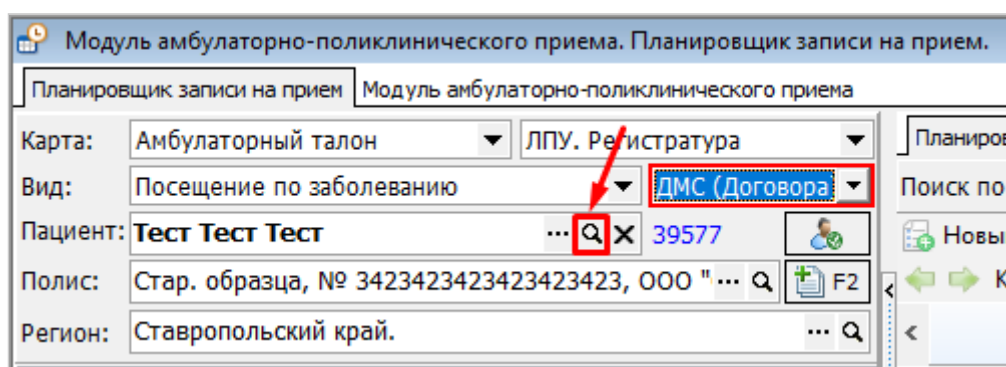 Модуль амбулаторно-поликлинического приема. Планировщик записи на прием.
Планировщик записи на прием Модуль амбулаторно-поликлинического приема
Карта: Амбулаторный талон ЛПУ. Регистратура
Вид: Посещение по заболеванию ДМС (Договора
Пациент: Тест Тест Тест ... 39577
Полис: Стар. образца, № 3423423423423423423, ООО " ... F2
Регион: Ставропольский край. ...
Планиров
Поиск по
Новы
К